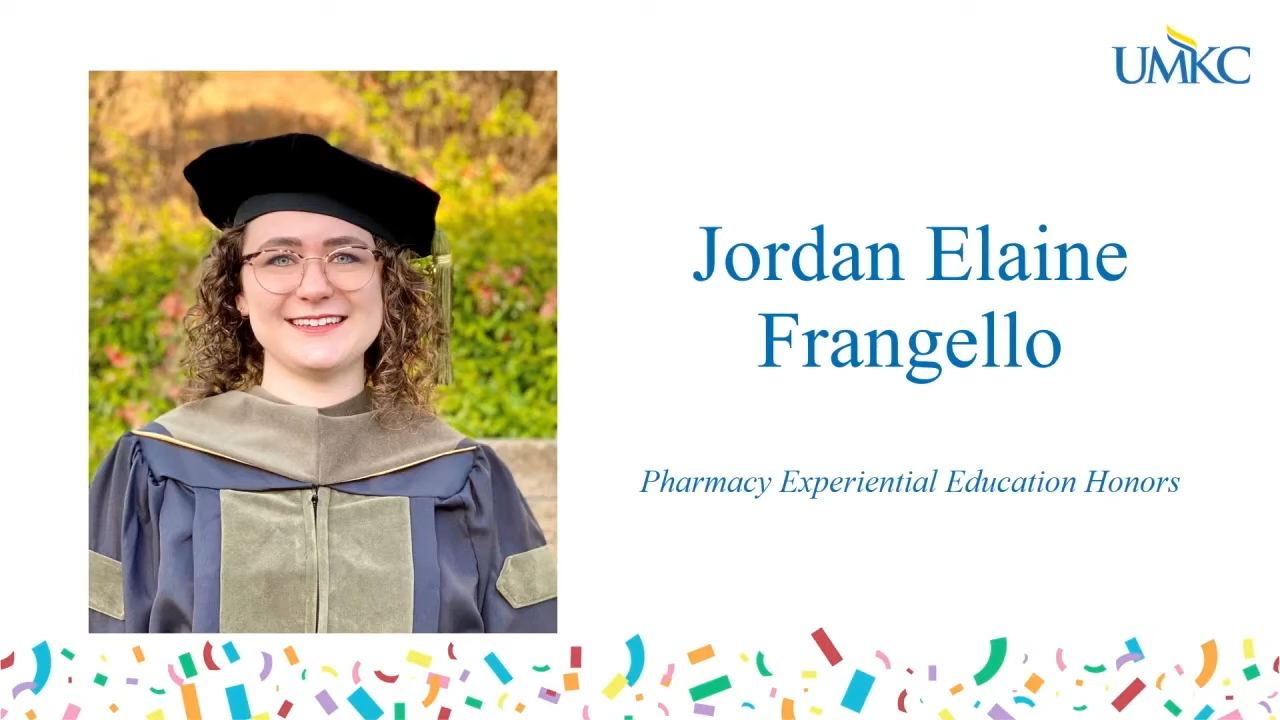 UMKC
Jordan Elaine
Frangello
Pharmacy Experiential Education Honors